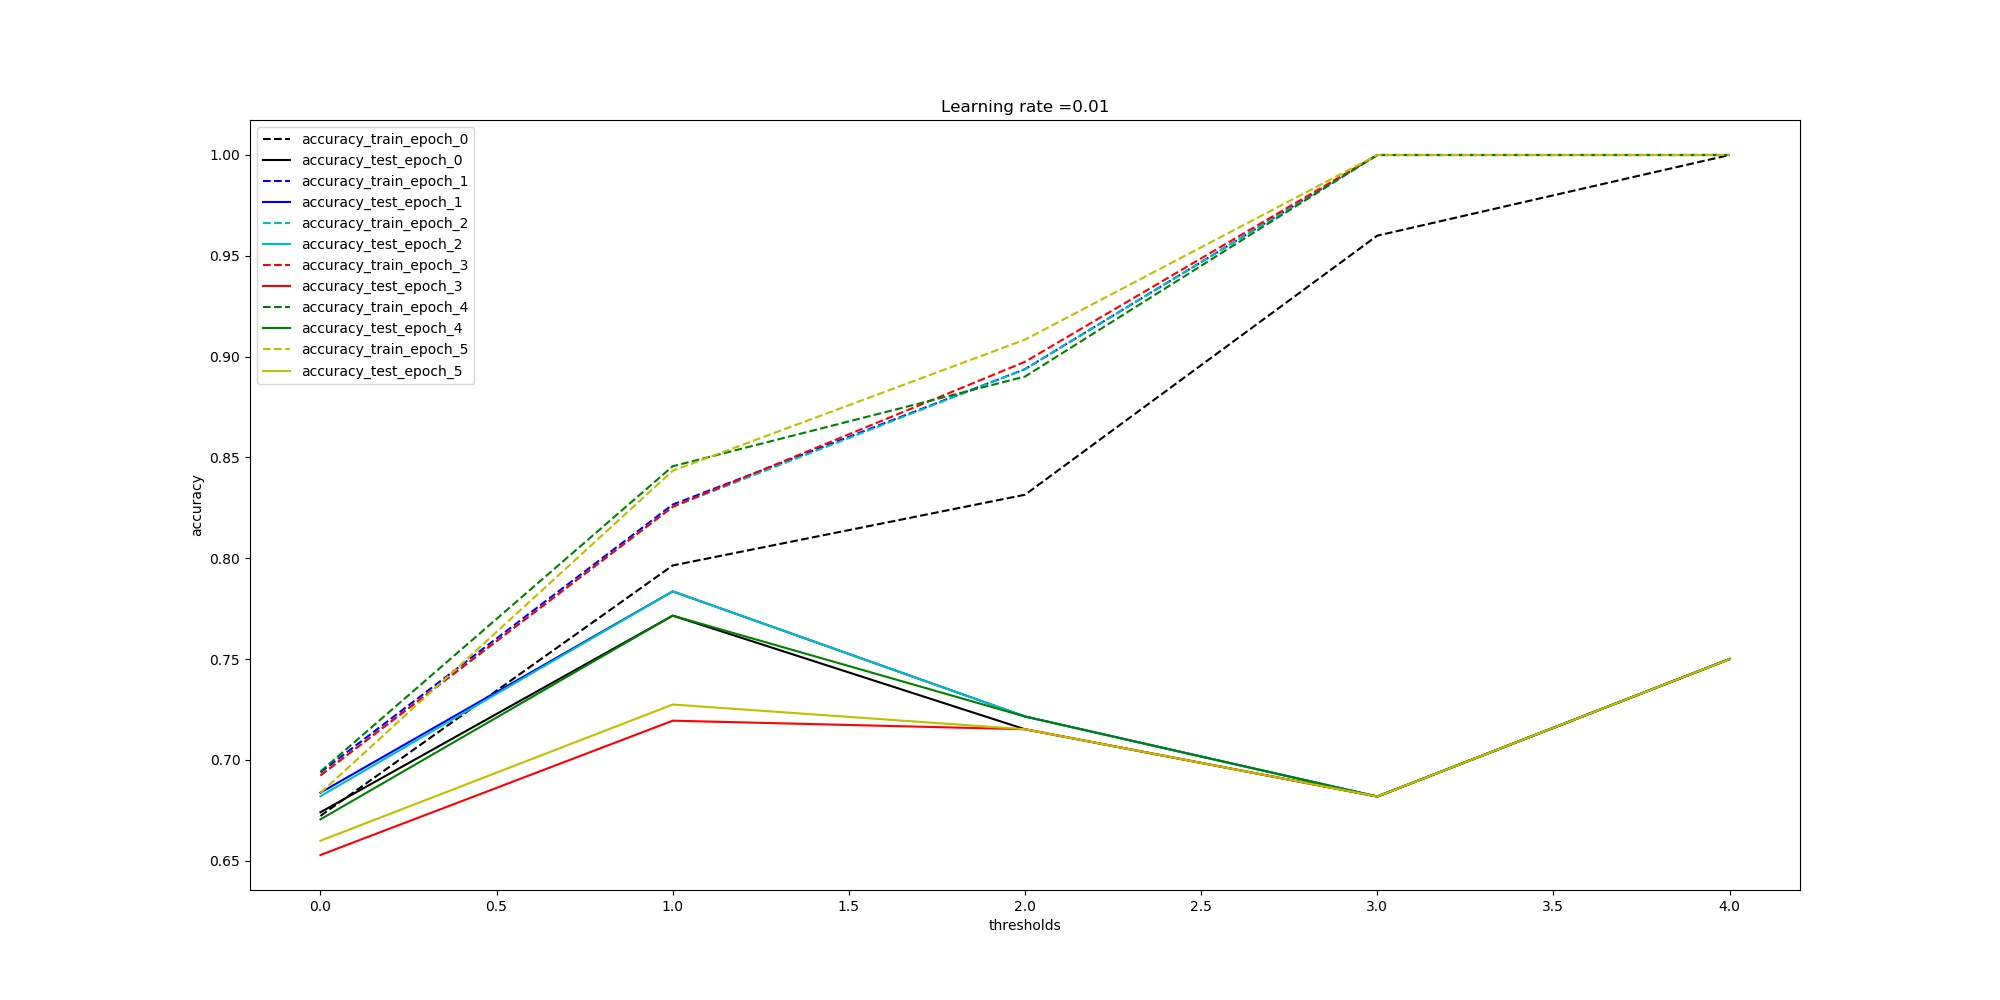 Learning rate =0.01
accuracy_train_epoch_0
accuracy_test_epoch_0
accuracy_train_epoch_1
accuracy_test_epoch_1
accuracy_train_epoch_2
accuracy_test_epoch_2
accuracy_train_epoch_3
accuracy_test_epoch_3
accuracy_train_epoch_4
accuracy_test_epoch_4
accuracy_train_epoch_5
accuracy_test_epoch_5
1.00
0.95
0.90
0.85
0.80
0.75
0.70
0.65
accuracy
0.0 0.5 1.0 1.5 2.0 2.5 3.0 3.5 4.0
thresholds